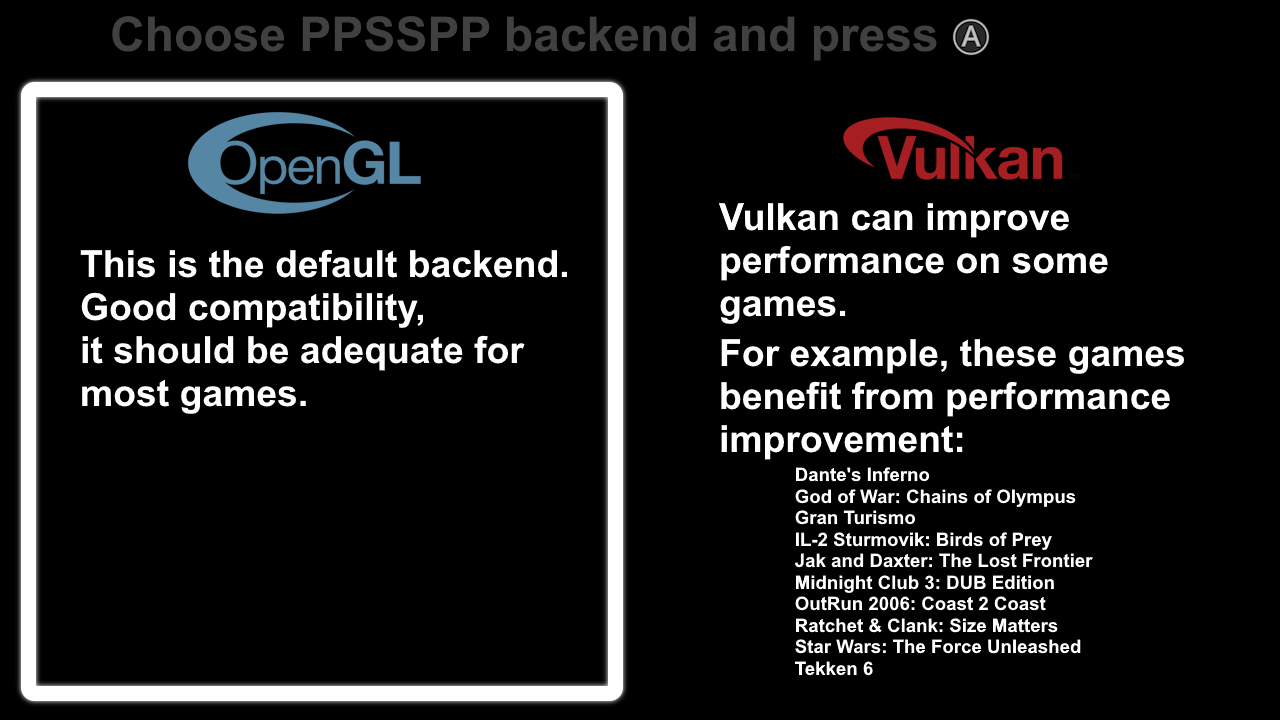 Choose PPSSPP backend and press Ⓐ
OpenGL
This is the default backend.
Good compatibility,
it should be adequate for
most games.
Vulkan
Vulkan can improve
performance on some
games.
For example, these games
benefit from performance
improvement:
Dante's Inferno
God of War: Chains of Olympus
Gran Turismo
IL-2 Sturmovik: Birds of Prey
Jak and Daxter: The Lost Frontier
Midnight Club 3: DUB Edition
OutRun 2006: Coast 2 Coast
Ratchet & Clank: Size Matters
Star Wars: The Force Unleashed
Tekken 6